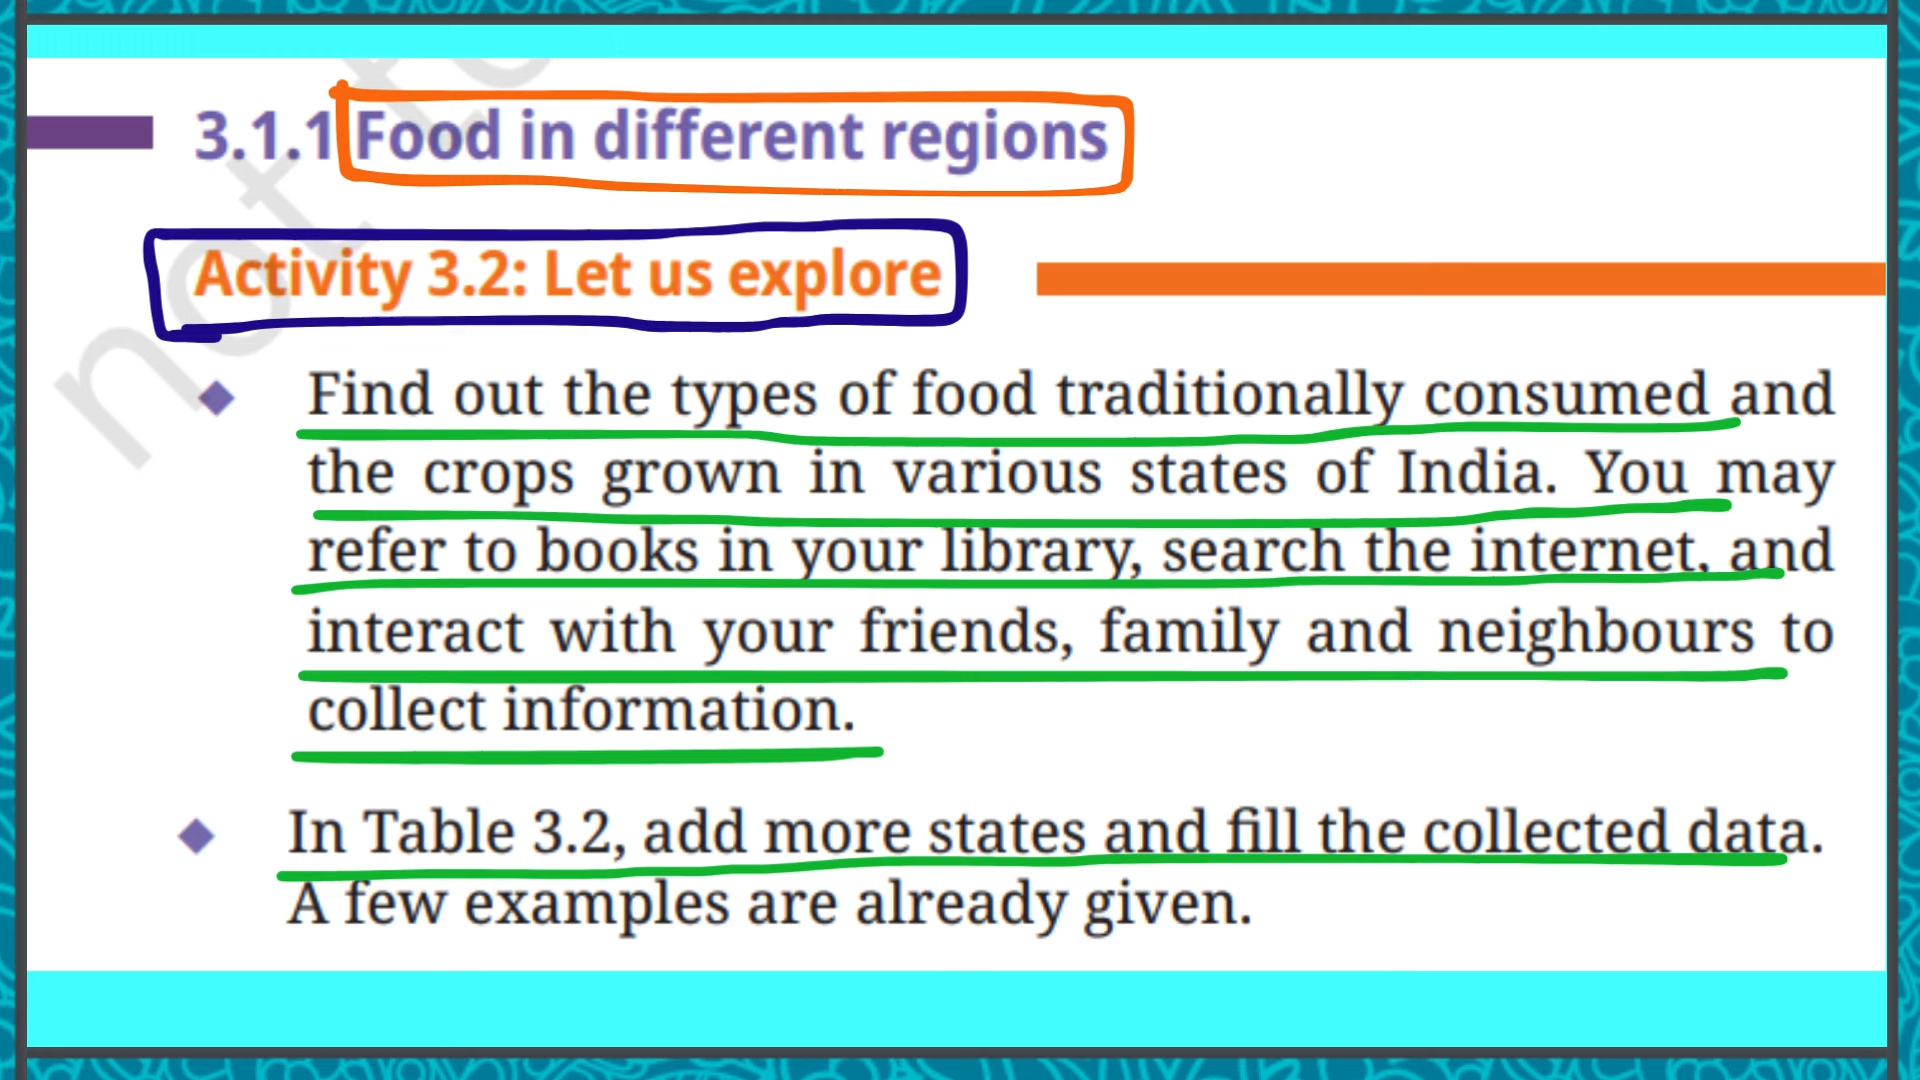 3.1.1 Food in different regions
Activity 3.2: Let us explore
Find out the types of food traditionally consumed and
the crops grown in various states of India. You may
refer to books in your library, search the internet, and
interact with your friends, family and neighbours to
collect information.
In Table 3.2, add more states and fill the collected data.
A few examples are already given.
not to